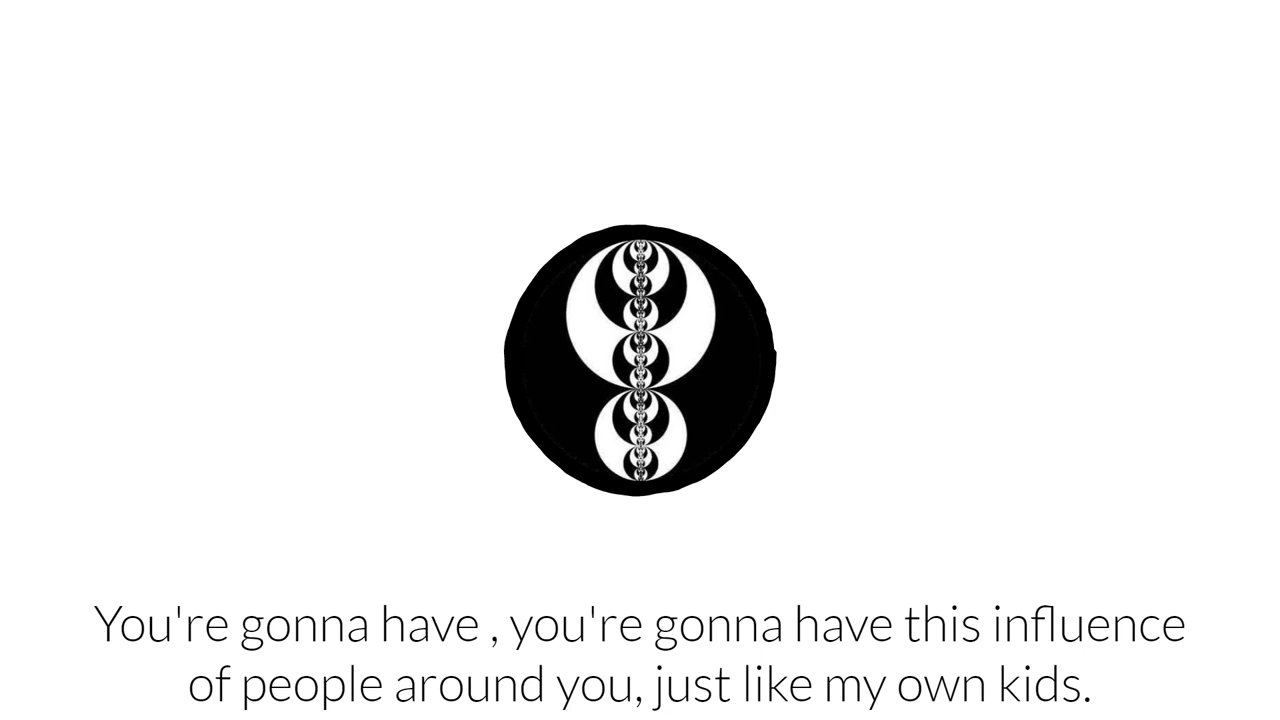 You're gonna have , you're gonna have this influence
of people around you, just like my own kids.